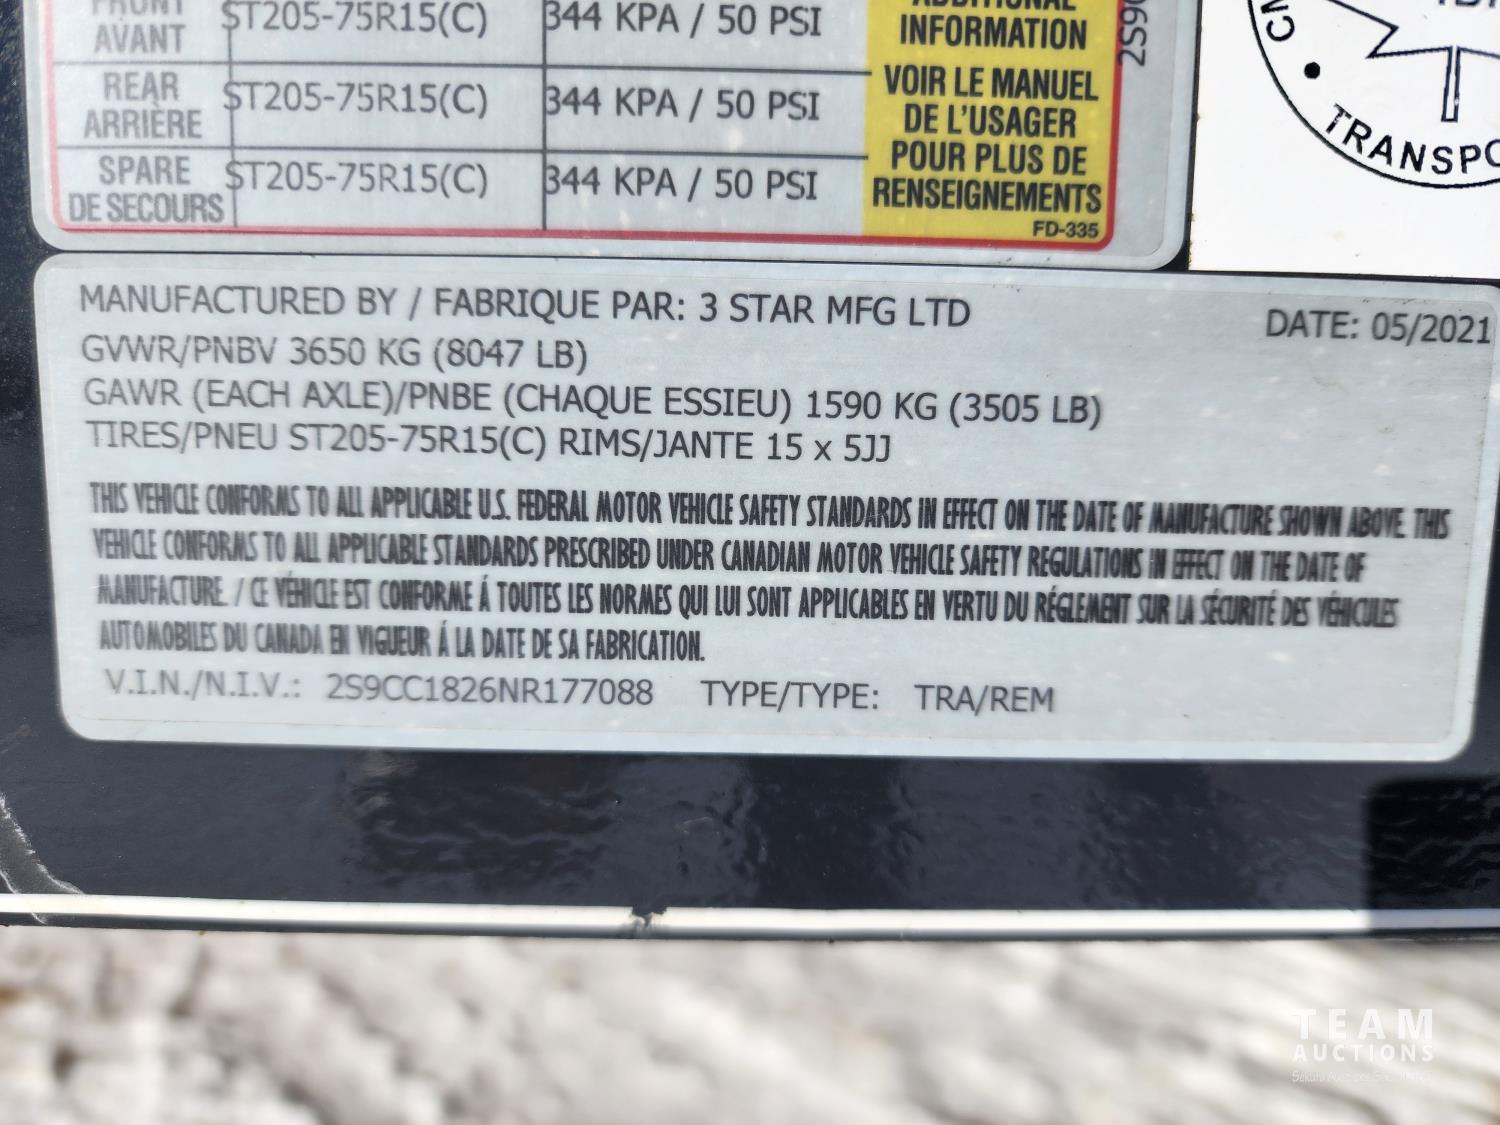 FRONT ST205-75R15(C) 344 KPA / 50 PSI
AVANT
REAR ST205-75R15(C) 344 KPA / 50 PSI
ARRIÈRE
SPARE ST205-75R15(C) 344 KPA / 50 PSI
DE SECOURS
ADDITIONAL
INFORMATION
VOIR LE MANUEL
DE L'USAGER
POUR PLUS DE
RENSEIGNEMENTS
FD-335
MANUFACTURED BY / FABRIQUE PAR: 3 STAR MFG LTD
DATE: 05/2021
GVWR/PNBV 3650 KG (8047 LB)
GAWR (EACH AXLE)/PNBE (CHAQUE ESSIEU) 1590 KG (3505 LB)
TIRES/PNEU ST205-75R15(C) RIMS/JANTE 15 x 5JJ
THIS VEHICLE CONFORMS TO ALL APPLICABLE U.S. FEDERAL MOTOR VEHICLE SAFETY STANDARDS IN EFFECT ON THE DATE OF MANUFACTURE SHOWN ABOVE. THIS
VEHICLE CONFORMS TO ALL APPLICABLE STANDARDS PRESCRIBED UNDER CANADIAN MOTOR VEHICLE SAFETY REGULATIONS IN EFFECT ON THE DATE OF
MANUFACTURE. / CE VÉHICLE EST CONFORME Á TOUTES LES NORMES QUI LUI SONT APPLICABLES EN VERTU DU RÉGLEMENT SUR LA SÉCURITÉ DES VÉHICULES
AUTOMOBILES DU CANADA EN VIGUEUR Á LA DATE DE SA FABRICATION.
V.I.N./N.I.V.: 2S9CC1826NR177088 TYPE/TYPE: TRA/REM
TEAM
AUCTIONS